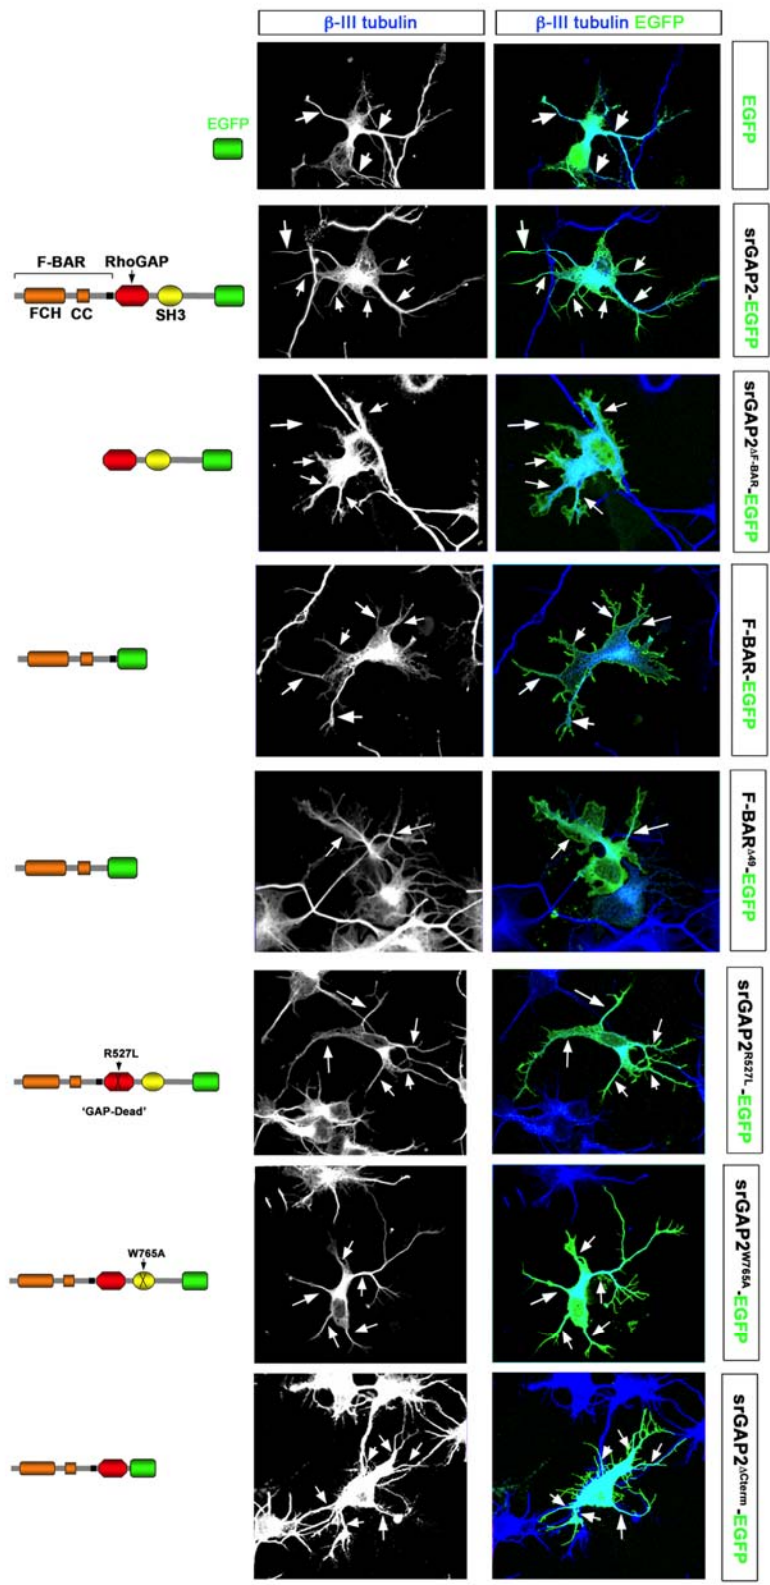 β-III tubulin
β-III tubulin EGFP
EGFP
EGFP
F-BAR
RhoGAP
FCH
CC
SH3
srGAP2-EGFP
srGAP2ΔF-BAR-EGFP
F-BAR-EGFP
F-BARΔ49-EGFP
R527L
'GAP-Dead'
srGAP2R527L-EGFP
W765A
srGAP2W765A-EGFP
srGAP2ΔCterm-EGFP